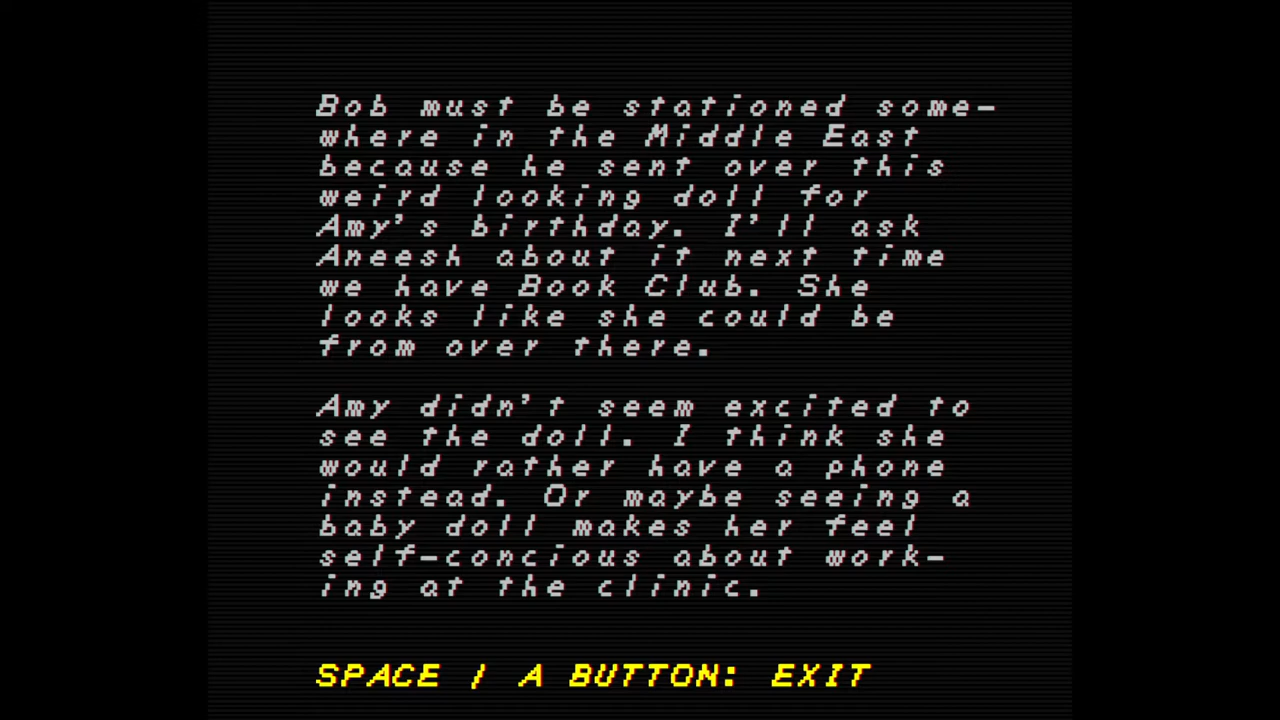 Bob must be stationed some-
where in the Middle East
because he sent over this
weird looking doll for
Amy's birthday. I'll ask
Aneesh about it next time
we have Book Club. She
looks like she could be
from over there.
Amy didn't seem excited to
see the doll. I think she
would rather have a phone
instead. Or maybe seeing a
baby doll makes her feel
self-concious about work-
ing at the clinic.
SPACE / A BUTTON: EXIT